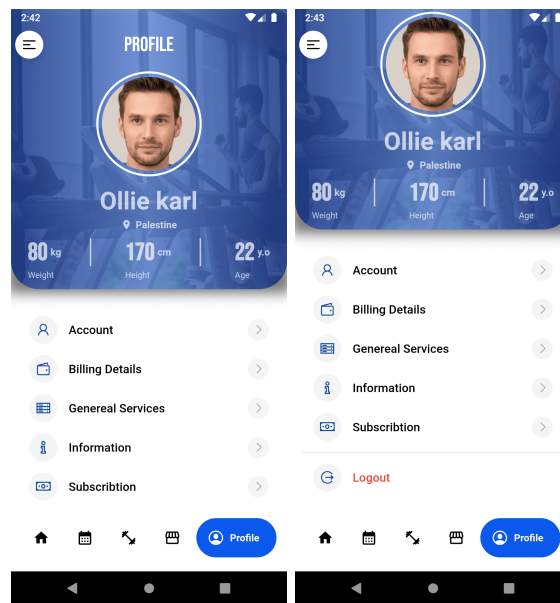 2:42
PROFILE
Ollie karl
Palestine
80 kg 170 cm 22 y.o
Weight Height Age
Account
Billing Details
Genereal Services
Information
Subscribtion
Profile
2:43
Ollie karl
Palestine
80 kg 170 cm 22 y.o
Weight Height Age
Account
Billing Details
Genereal Services
Information
Subscribtion
Logout
Profile